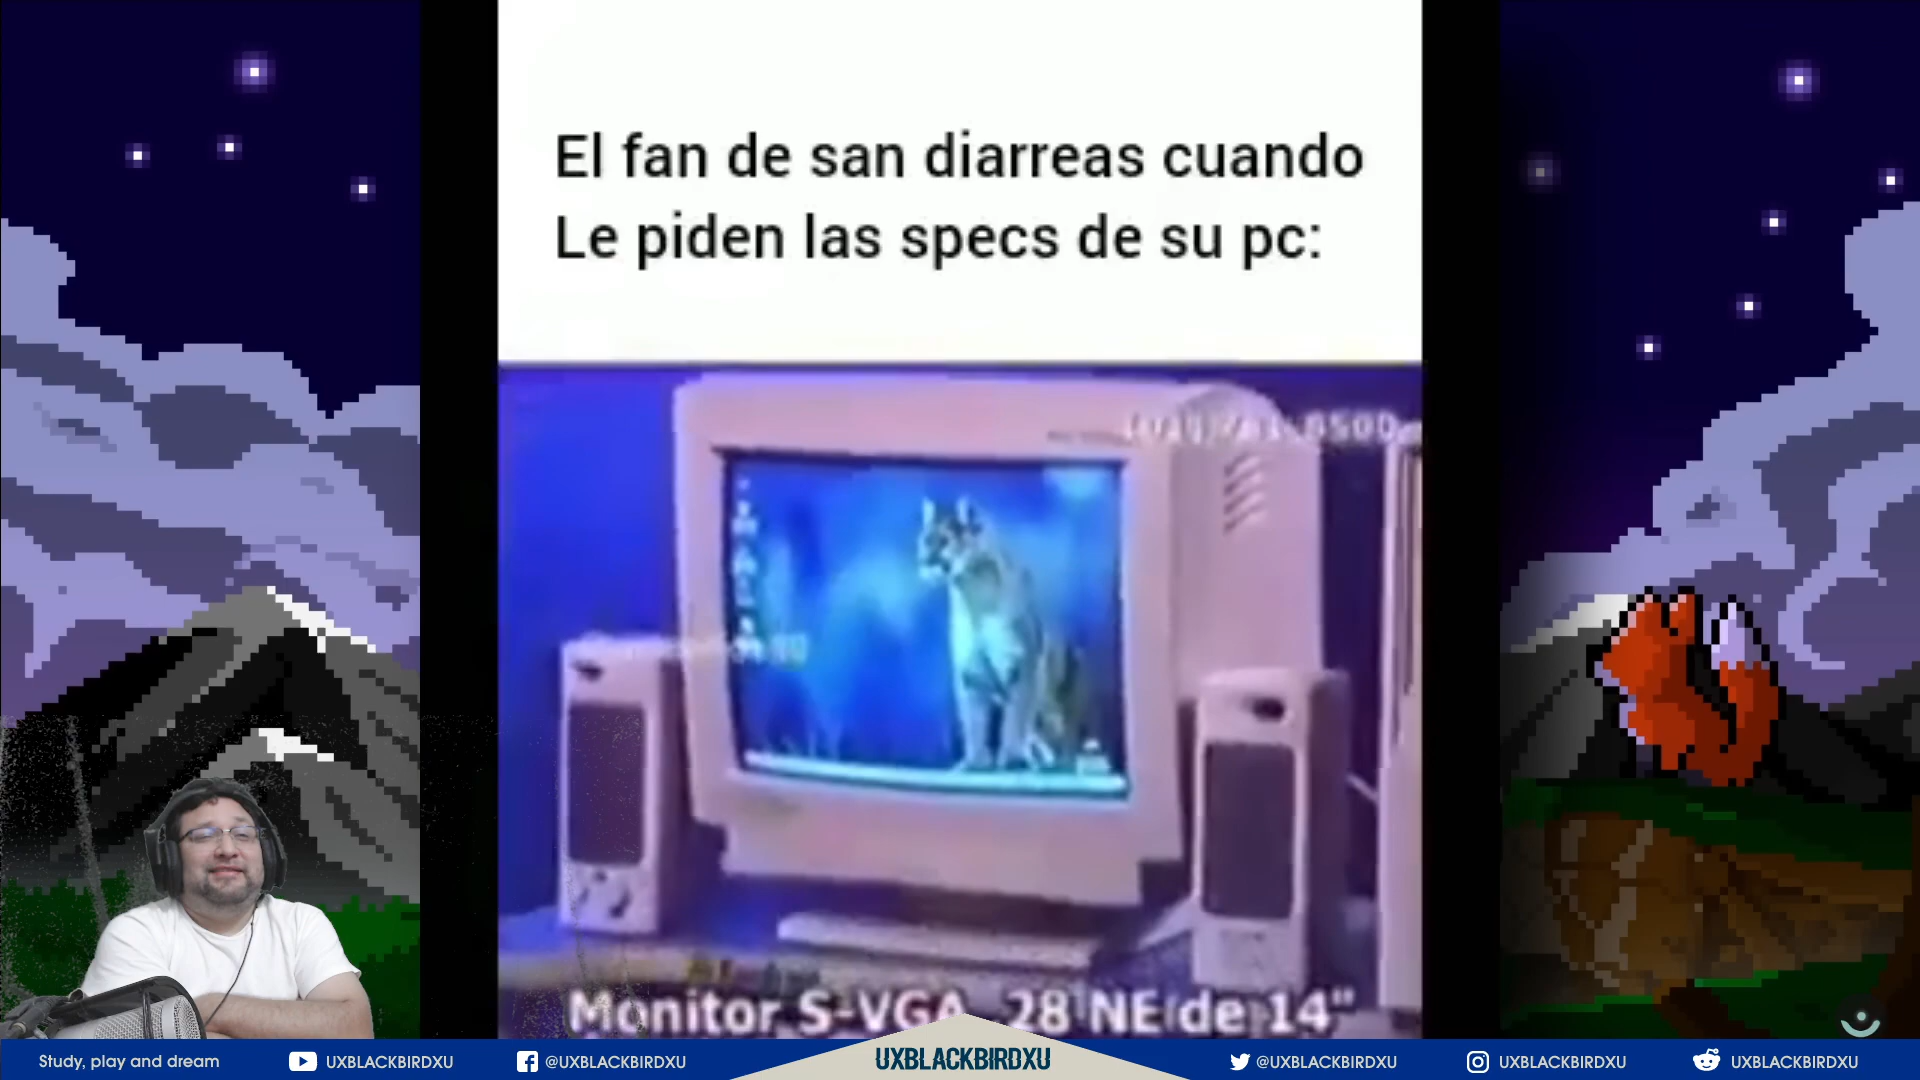 El fan de san diarreas cuando
Le piden las specs de su pc:
Monitor S-VGA .28 NE de 14"
Study, play and dream
UXBLACKBIRDXU
@UXBLACKBIRDXU
UXBLACKBIRDXU
@UXBLACKBIRDXU
UXBLACKBIRDXU
UXBLACKBIRDXU